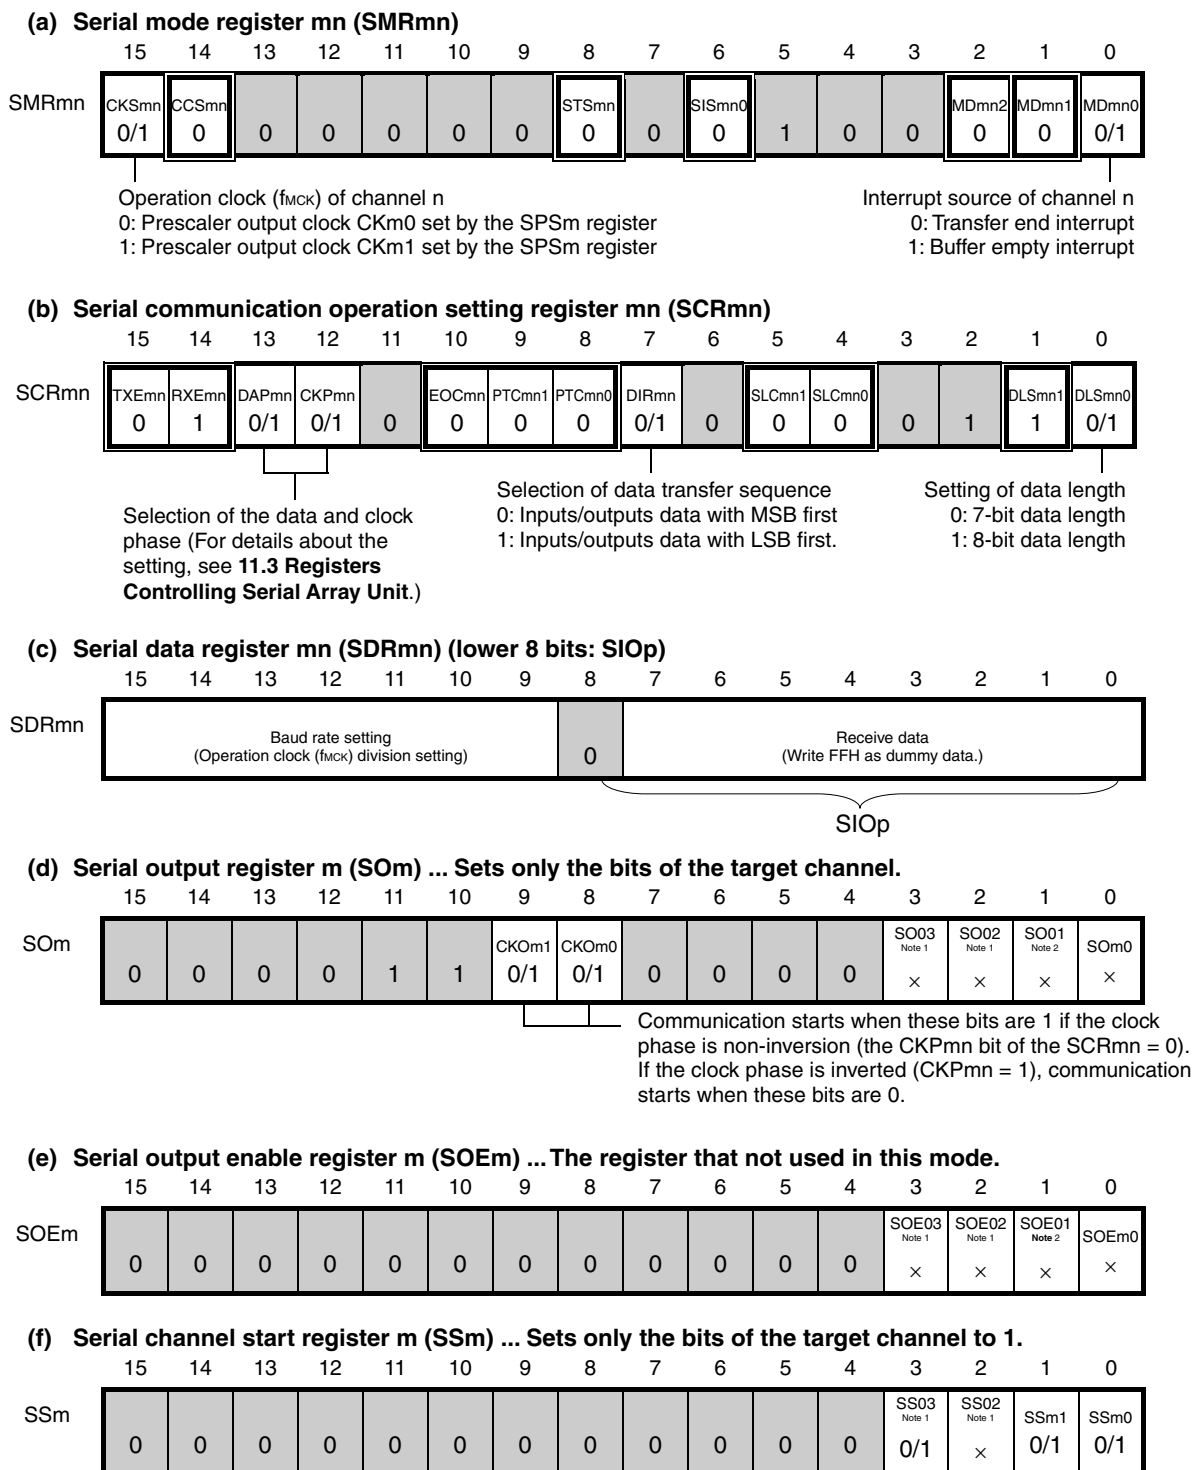 (a) Serial mode register mn (SMRmn)
15 14 13 12 11 10 9 8 7 6 5 4 3 2 1 0
SMRmn CKSmn CCSmn STSmn SISmn0 MDmn2 MDmn1 MDmn0
0/1 0 0 0 0 0 0 0 0 0 1 0 0 0 0 0/1
Operation clock (fMCK) of channel n
0: Prescaler output clock CKm0 set by the SPSm register
1: Prescaler output clock CKm1 set by the SPSm register
Interrupt source of channel n
0: Transfer end interrupt
1: Buffer empty interrupt
(b) Serial communication operation setting register mn (SCRmn)
15 14 13 12 11 10 9 8 7 6 5 4 3 2 1 0
SCRmn TXEmn RXEmn DAPmn CKPmn EOCmn PTCmn1 PTCmn0 DIRmn SLCmn1 SLCmn0 DLSmn1 DLSmn0
0 1 0/1 0/1 0 0 0 0 0/1 0 0 0 0 1 1 0/1
Selection of the data and clock
phase (For details about the
setting, see 11.3 Registers
Controlling Serial Array Unit.)
Selection of data transfer sequence
0: Inputs/outputs data with MSB first
1: Inputs/outputs data with LSB first.
Setting of data length
0: 7-bit data length
1: 8-bit data length
(c) Serial data register mn (SDRmn) (lower 8 bits: SIOp)
15 14 13 12 11 10 9 8 7 6 5 4 3 2 1 0
SDRmn
Baud rate setting
(Operation clock (fMCK) division setting)
0
Receive data
(Write FFH as dummy data.)
SIOp
(d) Serial output register m (SOm) ... Sets only the bits of the target channel.
15 14 13 12 11 10 9 8 7 6 5 4 3 2 1 0
SOm CKOm1 CKOm0 SO03 SO02 SO01 SOm0
Note 1 Note 1 Note 2
0 0 0 0 1 1 0/1 0/1 0 0 0 0 × × × ×
Communication starts when these bits are 1 if the clock
phase is non-inversion (the CKPmn bit of the SCRmn = 0).
If the clock phase is inverted (CKPmn = 1), communication
starts when these bits are 0.
(e) Serial output enable register m (SOEm) ... The register that not used in this mode.
15 14 13 12 11 10 9 8 7 6 5 4 3 2 1 0
SOEm SOE03 SOE02 SOE01 SOEm0
Note 1 Note 1 Note 2
0 0 0 0 0 0 0 0 0 0 0 0 × × × ×
(f) Serial channel start register m (SSm) ... Sets only the bits of the target channel to 1.
15 14 13 12 11 10 9 8 7 6 5 4 3 2 1 0
SSm SS03 SS02 SSm1 SSm0
Note 1 Note 1
0 0 0 0 0 0 0 0 0 0 0 0 0/1 × 0/1 0/1